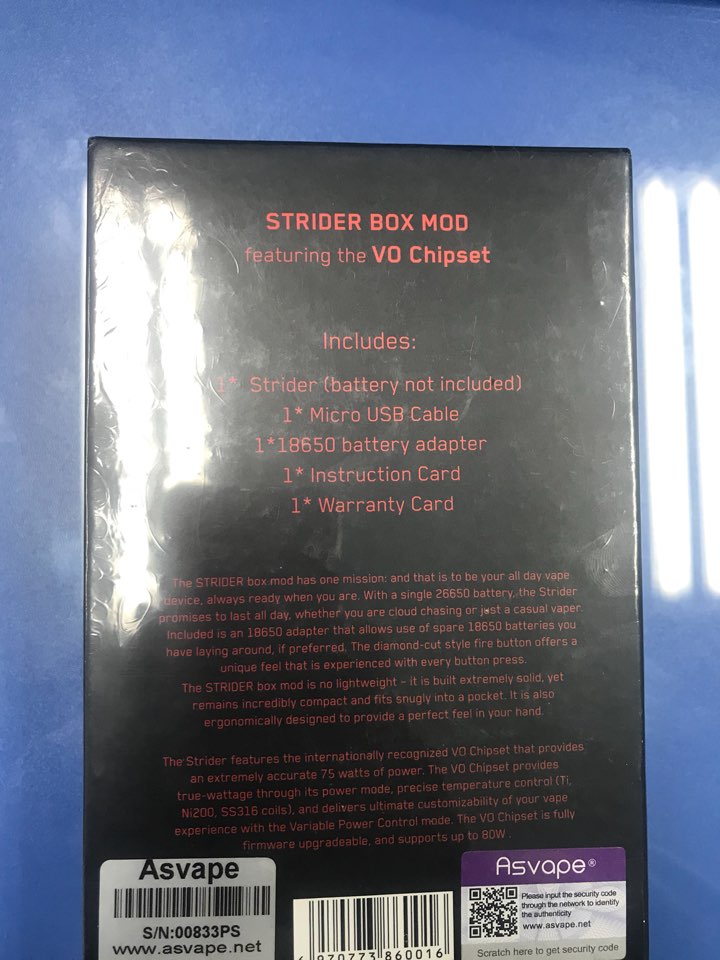 STRIDER BOX MOD
featuring the VO Chipset
Includes:
1* Strider (battery not included)
1* Micro USB Cable
1*18650 battery adapter
1* Instruction Card
1* Warranty Card
The STRIDER box mod has one mission: and that is to be your all day vape
device, always ready when you are. With a single 26650 battery, the Strider
promises to last all day, whether you are cloud chasing or just a casual vaper.
Included is an 18650 adapter that allows use of spare 18650 batteries you
have laying around, if preferred. The diamond-cut style fire button offers a
unique feel that is experienced with every button press.
The STRIDER box mod is no lightweight - it is built extremely solid, yet
remains incredibly compact and fits snugly into a pocket. It is also
ergonomically designed to provide a perfect feel in your hand.
The Strider features the internationally recognized VO Chipset that provides
an extremely accurate 75 watts of power. The VO Chipset provides
true-wattage through its power mode, precise temperature control (Ti,
Ni200, SS316 coils), and delivers ultimate customizability of your vape
experience with the Variable Power Control mode. The VO Chipset is fully
firmware upgradeable, and supports up to 80W .
Asvape
S/N:00833PS
www.asvape.net
970773 860016
Asvape®
Please input the security code
through the network to identify
the authenticity
www.asvape.net
Scratch here to get security code